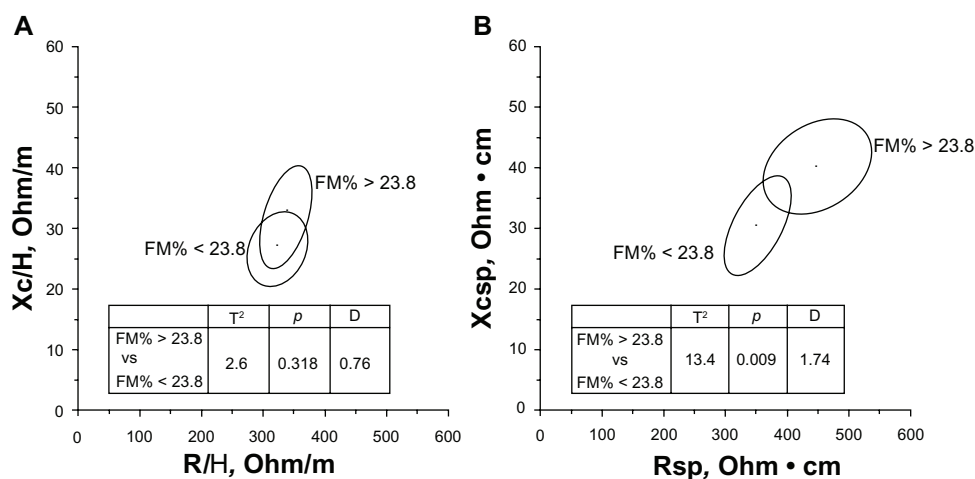 A
60
50
40
30
20
10
0
Xc/H, Ohm/m
FM% > 23.8
FM% < 23.8
T² p D
FM% > 23.8
vs
FM% < 23.8
2.6 0.318 0.76
0 100 200 300 400 500 600
R/H, Ohm/m
B
60
50
40
30
20
10
0
Xcsp, Ohm • cm
FM% > 23.8
FM% < 23.8
T² p D
FM% > 23.8
vs
FM% < 23.8
13.4 0.009 1.74
0 100 200 300 400 500 600
Rsp, Ohm • cm